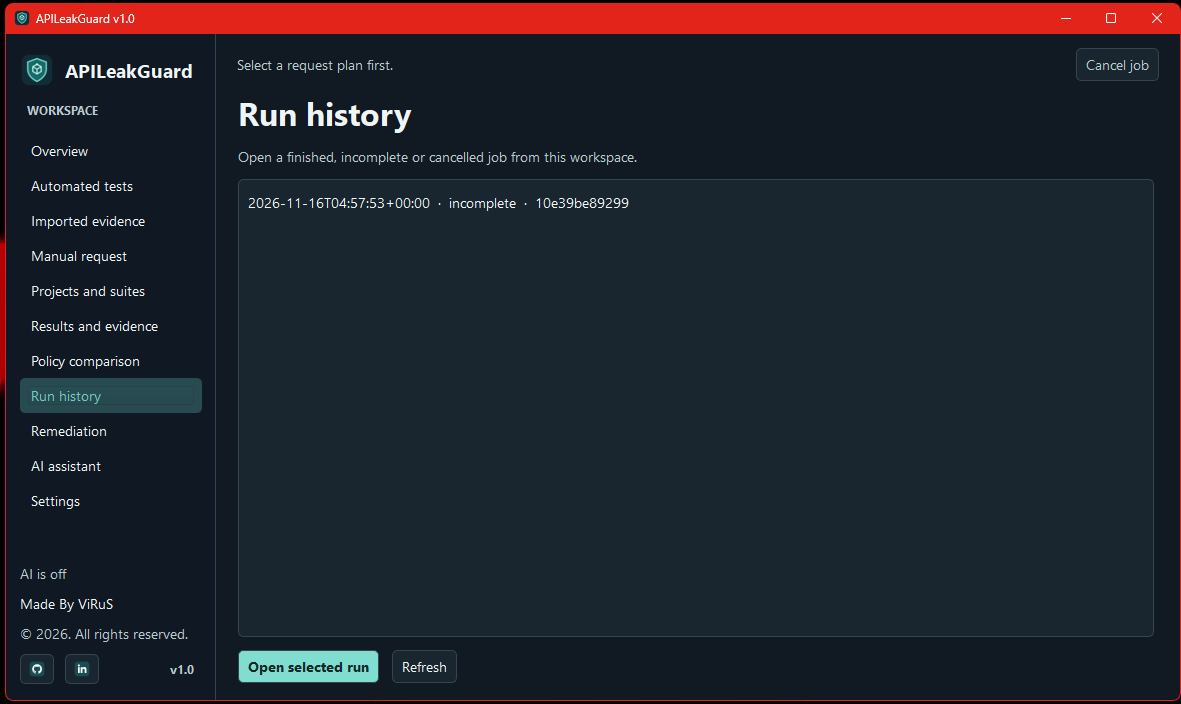 APILeakGuard v1.0
APILeakGuard
WORKSPACE
Overview
Automated tests
Imported evidence
Manual request
Projects and suites
Results and evidence
Policy comparison
Run history
Remediation
AI assistant
Settings
AI is off
Made By ViRuS
© 2026. All rights reserved.
in
v1.0
Select a request plan first.
Cancel job
Run history
Open a finished, incomplete or cancelled job from this workspace.
2026-11-16T04:57:53+00:00 · incomplete · 10e39be89299
Open selected run
Refresh